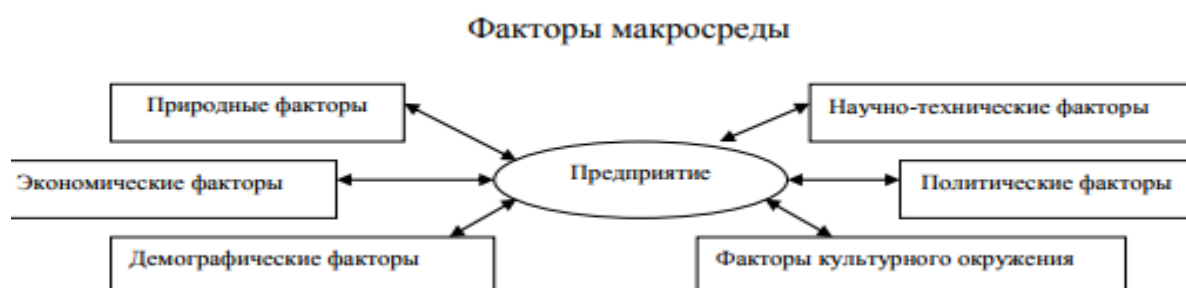 Факторы макросреды
Природные факторы
Научно-технические факторы
Экономические факторы
Предприятие
Политические факторы
Демографические факторы
Факторы культурного окружения